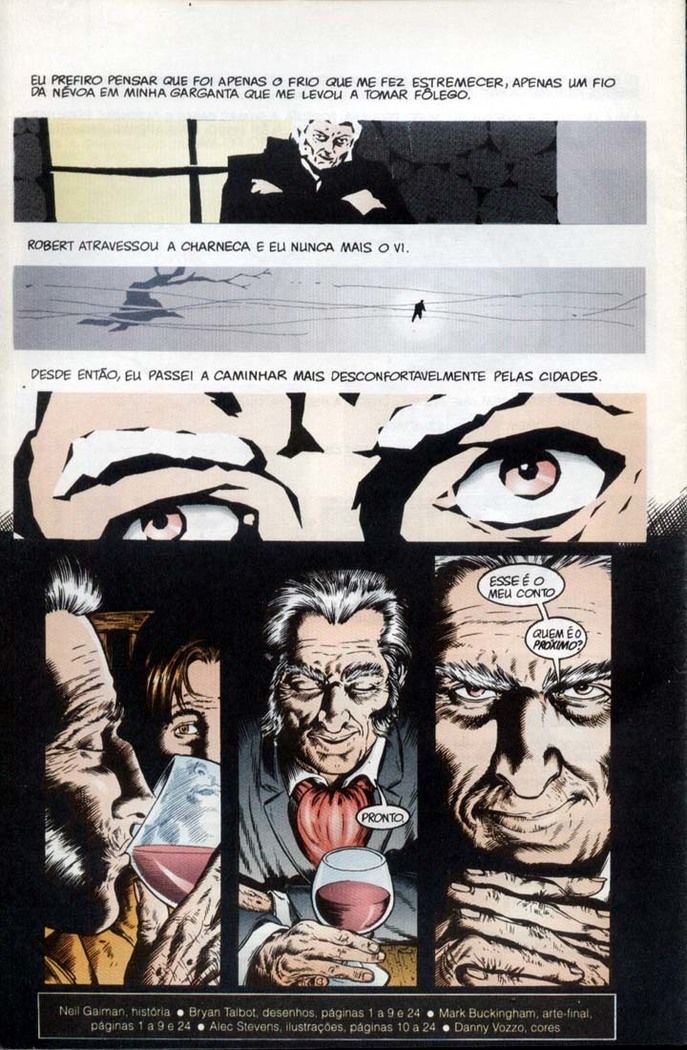 EU PREFIRO PENSAR QUE FOI APENAS O FRIO QUE ME FEZ ESTREMECER, APENAS UM FIO
DA NÉVOA EM MINHA GARGANTA QUE ME LEVOU A TOMAR FÔLEGO.
ROBERT ATRAVESSOU A CHARNECA E EU NUNCA MAIS O VI.
DESDE ENTÃO, EU PASSEI A CAMINHAR MAIS DESCONFORTAVELMENTE PELAS CIDADES.
PRONTO.
ESSE É O
MEU CONTO
QUEM É O
PRÓXIMO?
Neil Gaiman, história ● Bryan Talbot, desenhos, páginas 1 a 9 e 24 ● Mark Buckingham, arte-final,
páginas 1 a 9 e 24 ● Alec Stevens, ilustrações, páginas 10 a 24 ● Danny Vozzo, cores